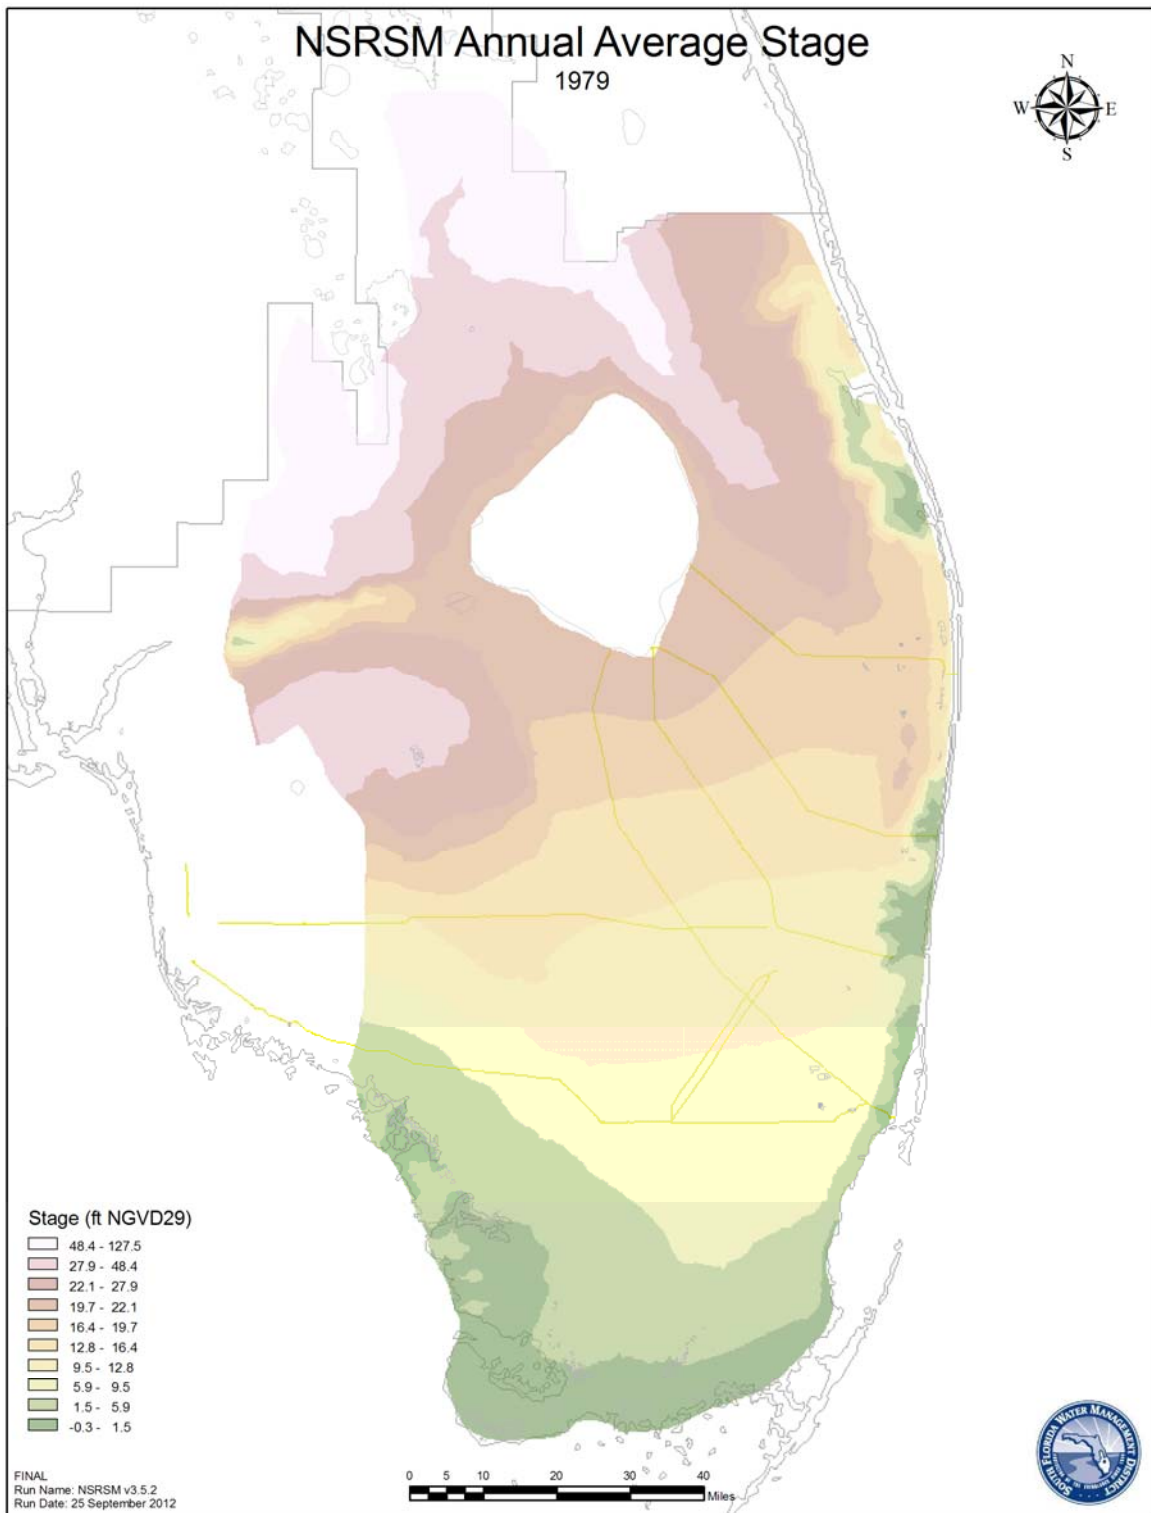 NSRSM Annual Average Stage
1979
N
W E
S
Stage (ft NGVD29)
48.4 - 127.5
27.9 - 48.4
22.1 - 27.9
19.7 - 22.1
16.4 - 19.7
12.8 - 16.4
9.5 - 12.8
5.9 - 9.5
1.5 - 5.9
-0.3 - 1.5
FINAL
Run Name: NSRSM v3.5.2
Run Date: 25 September 2012
0 5 10 20 30 40
Miles
SOUTH FLORIDA WATER MANAGEMENT DISTRICT